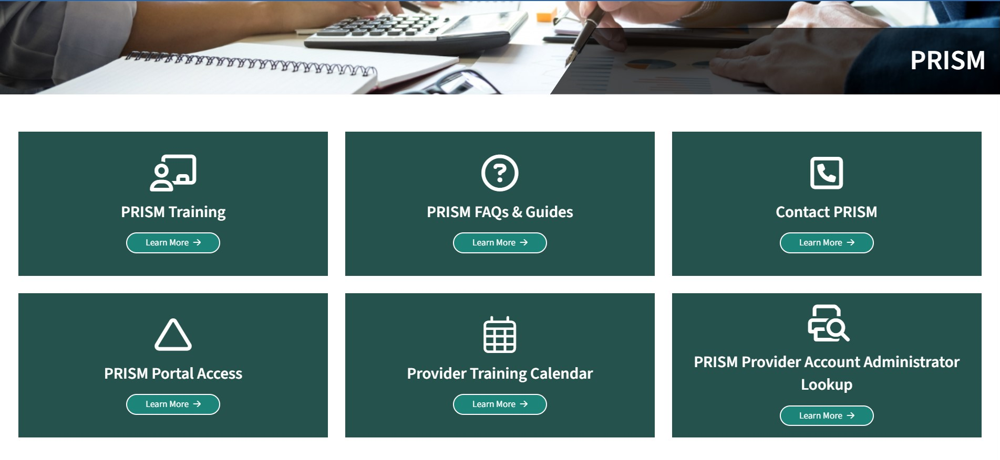 PRISM
PRISM Training
Learn More
PRISM FAQs & Guides
Learn More
Contact PRISM
Learn More
PRISM Portal Access
Learn More
Provider Training Calendar
Learn More
PRISM Provider Account Administrator
Lookup
Learn More